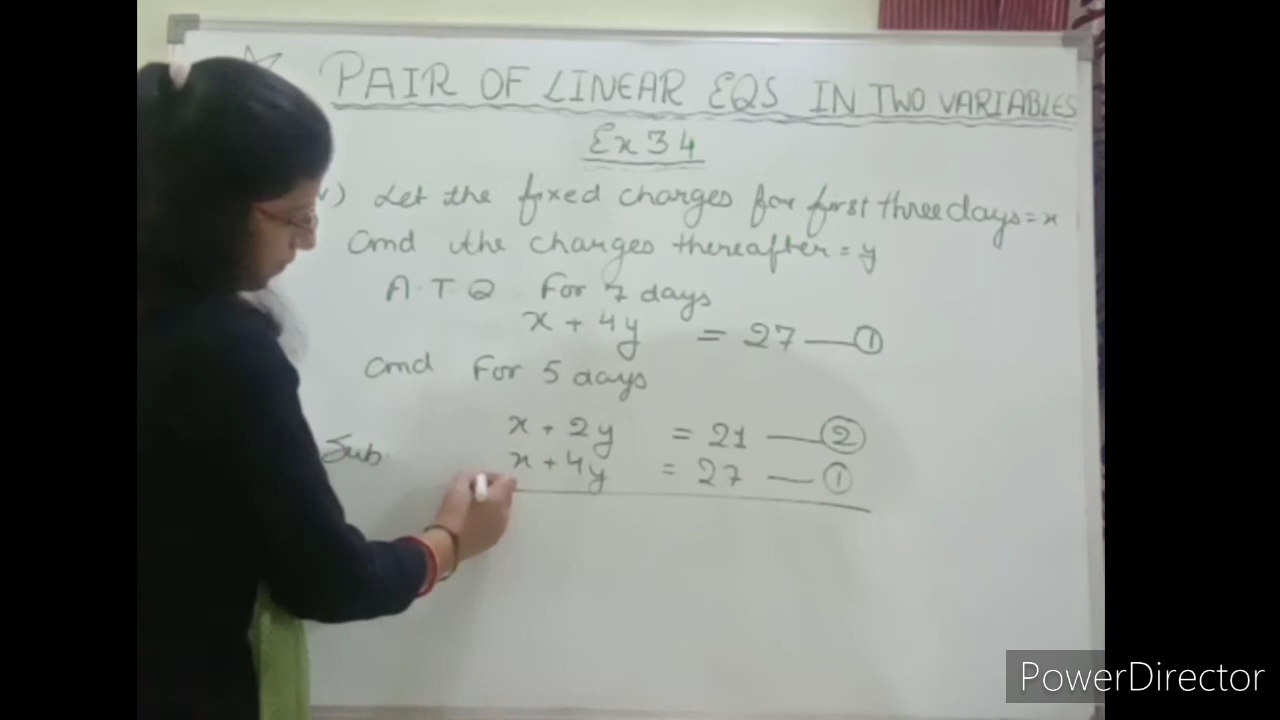 PAIR OF LINEAR EQS IN TWO VARIABLES
Ex 3 4
) Let the fixed charges for first three days = x
and the charges thereafter = y
A.T.Q For 7 days
x + 4y = 27 — ①
and For 5 days
x + 2y = 21 — ②
Sub. x + 4y = 27 — ①
PowerDirector